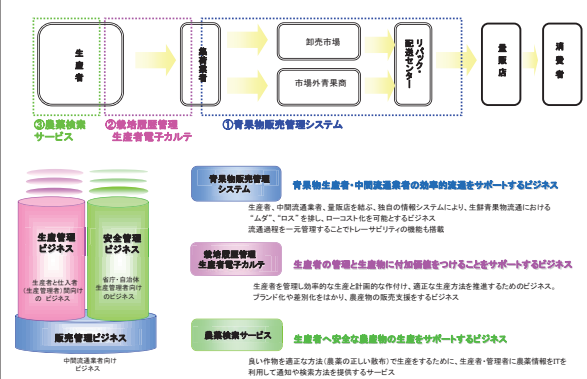 生産者
集荷業者
卸売市場
市場外青果商
リパック・配送センター
量販店
消費者
③農薬検索
サービス
②栽培履歴管理
生産者電子カルテ
①青果物販売管理システム
生産管理
ビジネス
生産者と仕入者
(生産管理者)間向け
の ビジネス
安全管理
ビジネス
省庁・自治体
生産管理者向け
のビジネス
販売管理ビジネス
中間流通業者向け
ビジネス
青果物販売管理
システム
青果物生産者・中間流通業者の効率的流通をサポートするビジネス
生産者、中間流通業者、量販店を結ぶ、独自の情報システムにより、生鮮青果物流通における
“ムダ”、“ロス”を排し、ローコスト化を可能とするビジネス
流通過程を一元管理することでトレーサビリティの機能も搭載
栽培履歴管理
生産者電子カルテ
生産者の管理と生産物に付加価値をつけることをサポートするビジネス
生産者を管理し効率的な生産と計画的な作付け、適正な生産方法を推進するためのビジネス。
ブランド化や差別化をはかり、農産物の販売支援をするビジネス
農薬検索サービス
生産者へ安全な農産物の生産をサポートするビジネス
良い作物を適正な方法(農薬の正しい散布)で生産をするために、生産者・管理者に農薬情報をITを
利用して通知や検索方法を提供するサービス